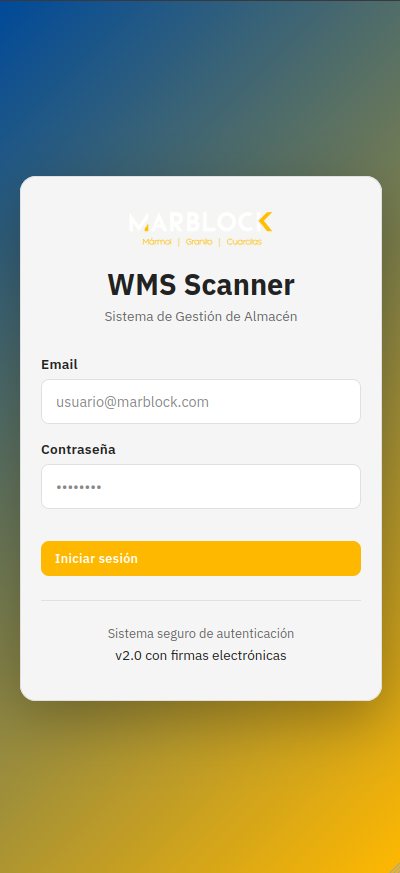 MARBLOCK
Mármol | Granito | Cuarcitas
WMS Scanner
Sistema de Gestión de Almacén
Email
usuario@marblock.com
Contraseña
••••••••
Iniciar sesión
Sistema seguro de autenticación
v2.0 con firmas electrónicas